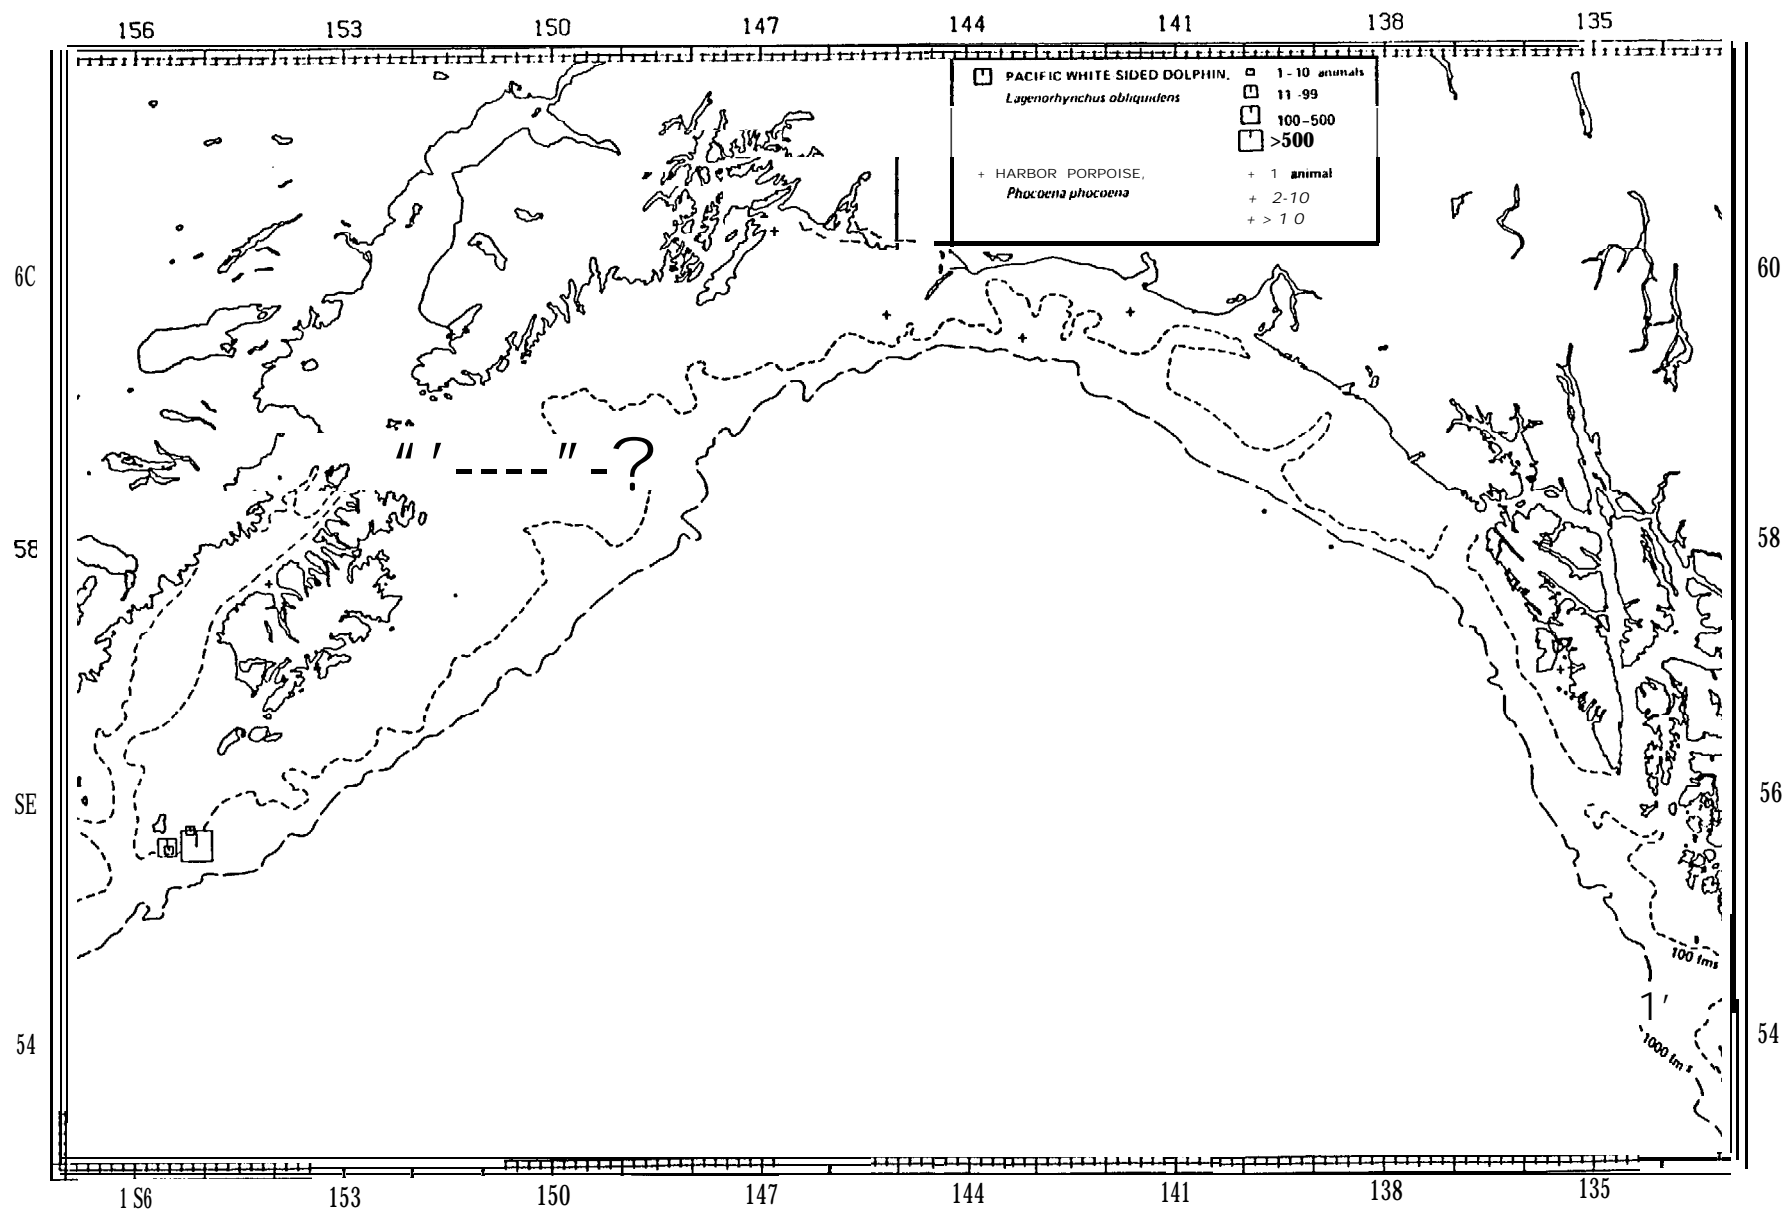 156 153 150 147 144 141 138 135
PACIFIC WHITE SIDED DOLPHIN,
Lagenorhynchus obliquidens
1-10 animals
11-99
100-500
>500
+ HARBOR PORPOISE,
Phocoena phocoena
+ 1 animal
+ 2-10
+ > 1 0
6C
60
"' ----" -?
58
58
SE
56
100 fms
1'
54
54
1000 fms
1S6 153 150 147 144 141 138 135